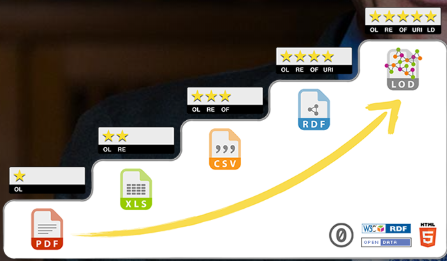 OL RE OF URI LD
OL RE OF URI
LOD
OL RE OF
RDF
OL RE
CSV
OL
XLS
PDF
0
W3C RDF
OPEN DATA
HTML
5